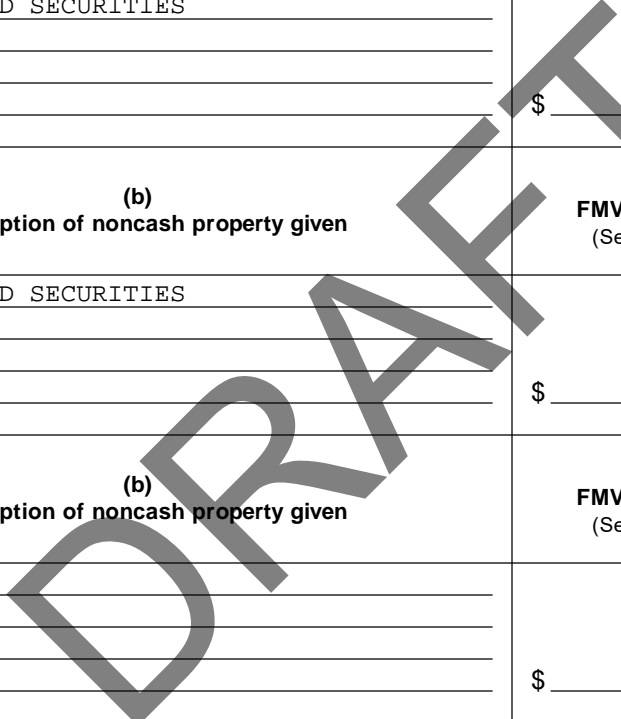 D SECURITIES
$
(b)
ption of noncash property given
FMV
(Se
D SECURITIES
$
(b)
ption of noncash property given
FMV
(Se
$
DRAFT